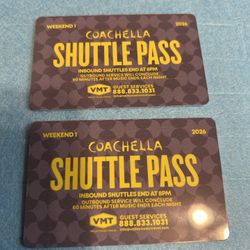 WEEKEND 1 2026
COACHELLA
SHUTTLE PASS
INBOUND SHUTTLES END AT 8PM
OUTBOUND SERVICE WILL CONCLUDE
60 MINUTES AFTER MUSIC ENDS EACH NIGHT
VMT
GUEST SERVICES
888.833.1031
WEEKEND 1 2026
COACHELLA
SHUTTLE PASS
INBOUND SHUTTLES END AT 8PM
OUTBOUND SERVICE WILL CONCLUDE
60 MINUTES AFTER MUSIC ENDS EACH NIGHT
VMT
GUEST SERVICES
888.833.1031